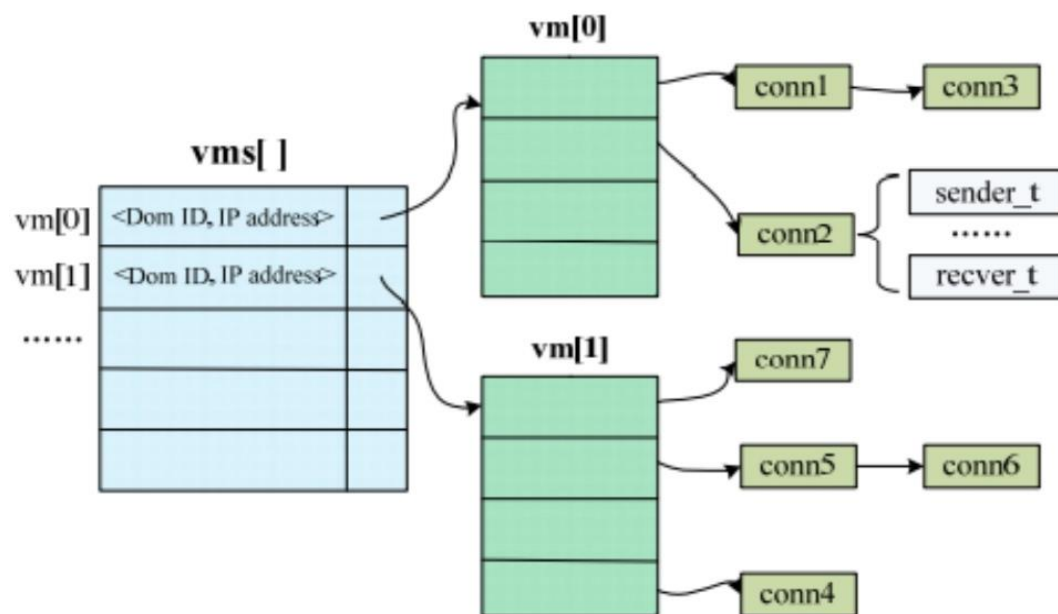 vm[0]
conn1
conn3
vms[ ]
sender_t
vm[0]
<Dom ID, IP address>
conn2
......
vm[1]
<Dom ID, IP address>
recver_t
......
vm[1]
conn7
conn5
conn6
conn4